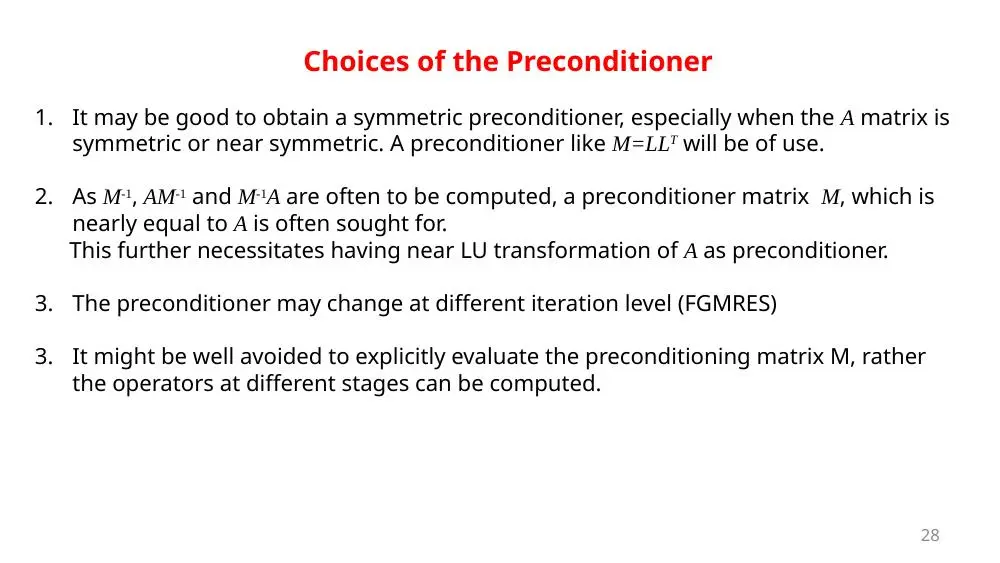 Choices of the Preconditioner
1. It may be good to obtain a symmetric preconditioner, especially when the A matrix is
symmetric or near symmetric. A preconditioner like M=LLᵀ will be of use.
2. As M⁻¹, AM⁻¹ and M⁻¹A are often to be computed, a preconditioner matrix M, which is
nearly equal to A is often sought for.
This further necessitates having near LU transformation of A as preconditioner.
3. The preconditioner may change at different iteration level (FGMRES)
3. It might be well avoided to explicitly evaluate the preconditioning matrix M, rather
the operators at different stages can be computed.
28